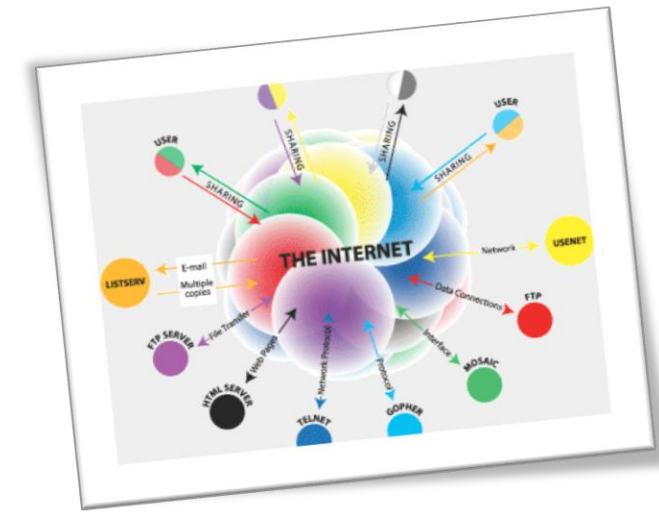 SHARING
SHARING
USER
SHARING
USER
SHARING
THE INTERNET
LISTSERV
E-mail
Multiple
copies
Network
USENET
Data Connections
FTP
FTP SERVER
File Transfer
Interface
MOSAIC
HTML SERVER
Web Pages
Network Protocol
TELNET
Protocol
GOPHER